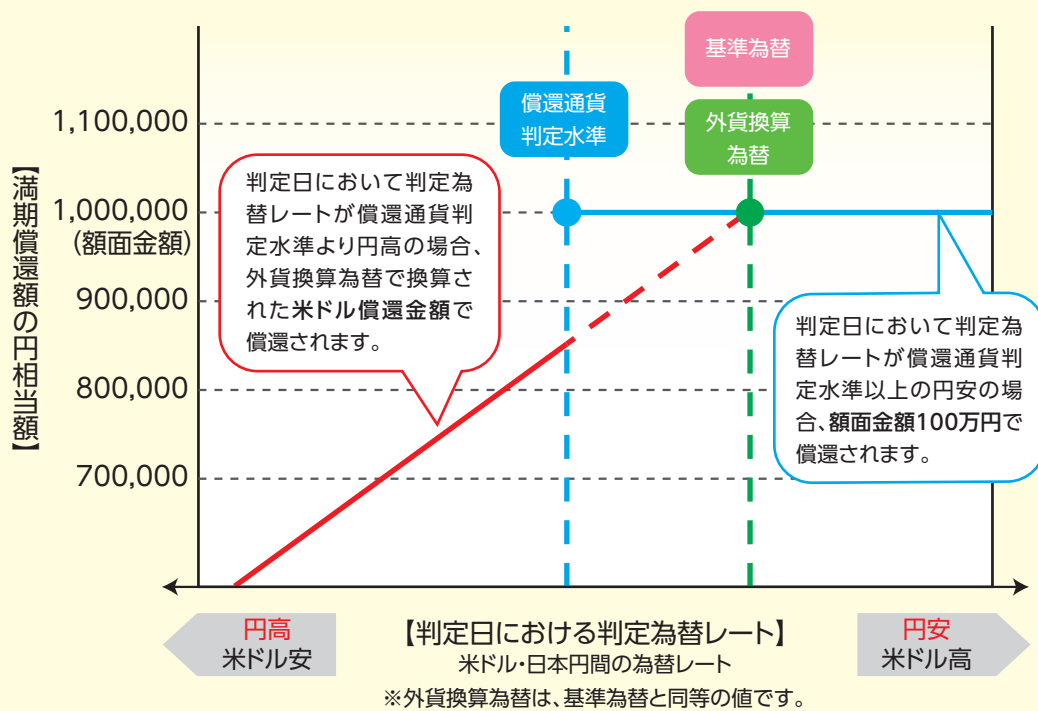 基準為替
償還通貨
判定水準
外貨換算
為替
【満期償還額の円相当額】
1,100,000
1,000,000
(額面金額)
900,000
800,000
700,000
判定日において判定為
替レートが償還通貨判
定水準より円高の場合、
外貨換算為替で換算さ
れた米ドル償還金額で
償還されます。
判定日において判定為
替レートが償還通貨判
定水準以上の円安の場
合、額面金額100万円で
償還されます。
円高
米ドル安
【判定日における判定為替レート】
米ドル・日本円間の為替レート
円安
米ドル高
※外貨換算為替は、基準為替と同等の値です。